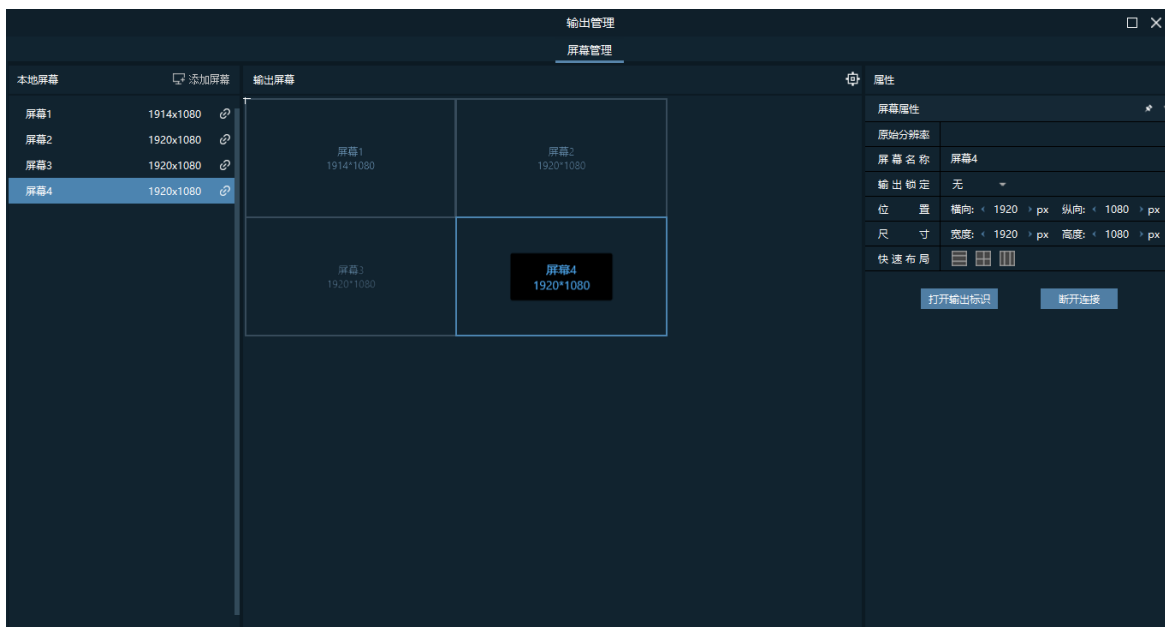 输出管理
屏幕管理
本地屏幕 添加屏幕
屏幕1 1914x1080
屏幕2 1920x1080
屏幕3 1920x1080
屏幕4 1920x1080
输出屏幕
屏幕1
1914*1080
屏幕2
1920*1080
屏幕3
1920*1080
屏幕4
1920*1080
属性
屏幕属性
原始分辨率
屏幕名称 屏幕4
输出锁定 无
位置 横向: 1920 px 纵向: 1080 px
尺寸 宽度: 1920 px 高度: 1080 px
快速布局
打开输出标识 断开连接